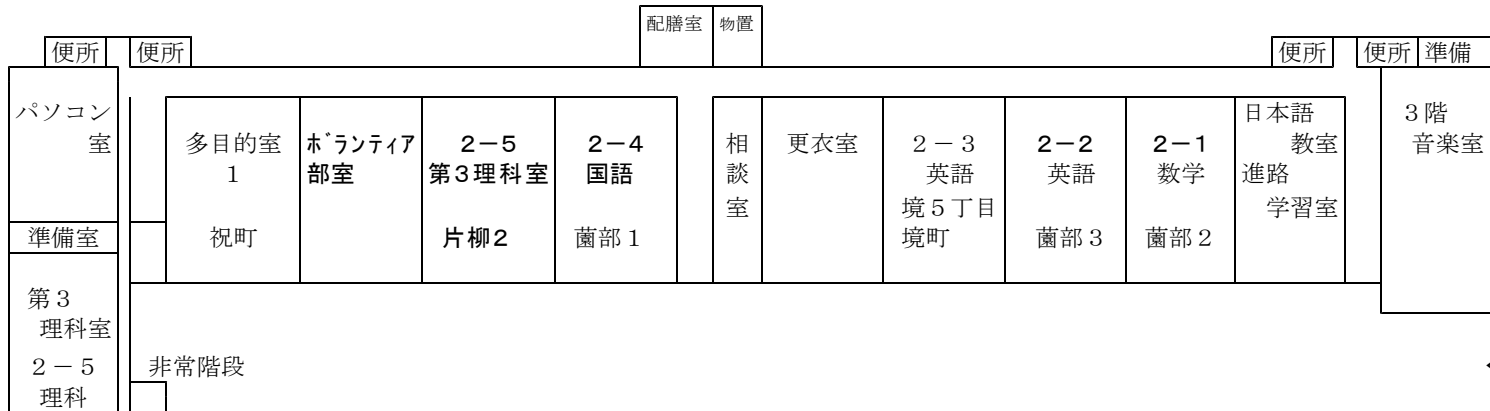 配膳室 物置
便所 便所 便所 便所 準備
パソコン
室
多目的室
1
祝町
ボランティア
部室
2-5
第3理科室
片柳2
2-4
国語
薗部1
相
談
室
更衣室
2-3
英語
境5丁目
境町
2-2
英語
薗部3
2-1
数学
薗部2
日本語
教室
進路
学習室
3階
音楽室
準備室
第3
理科室
2-5
理科
非常階段